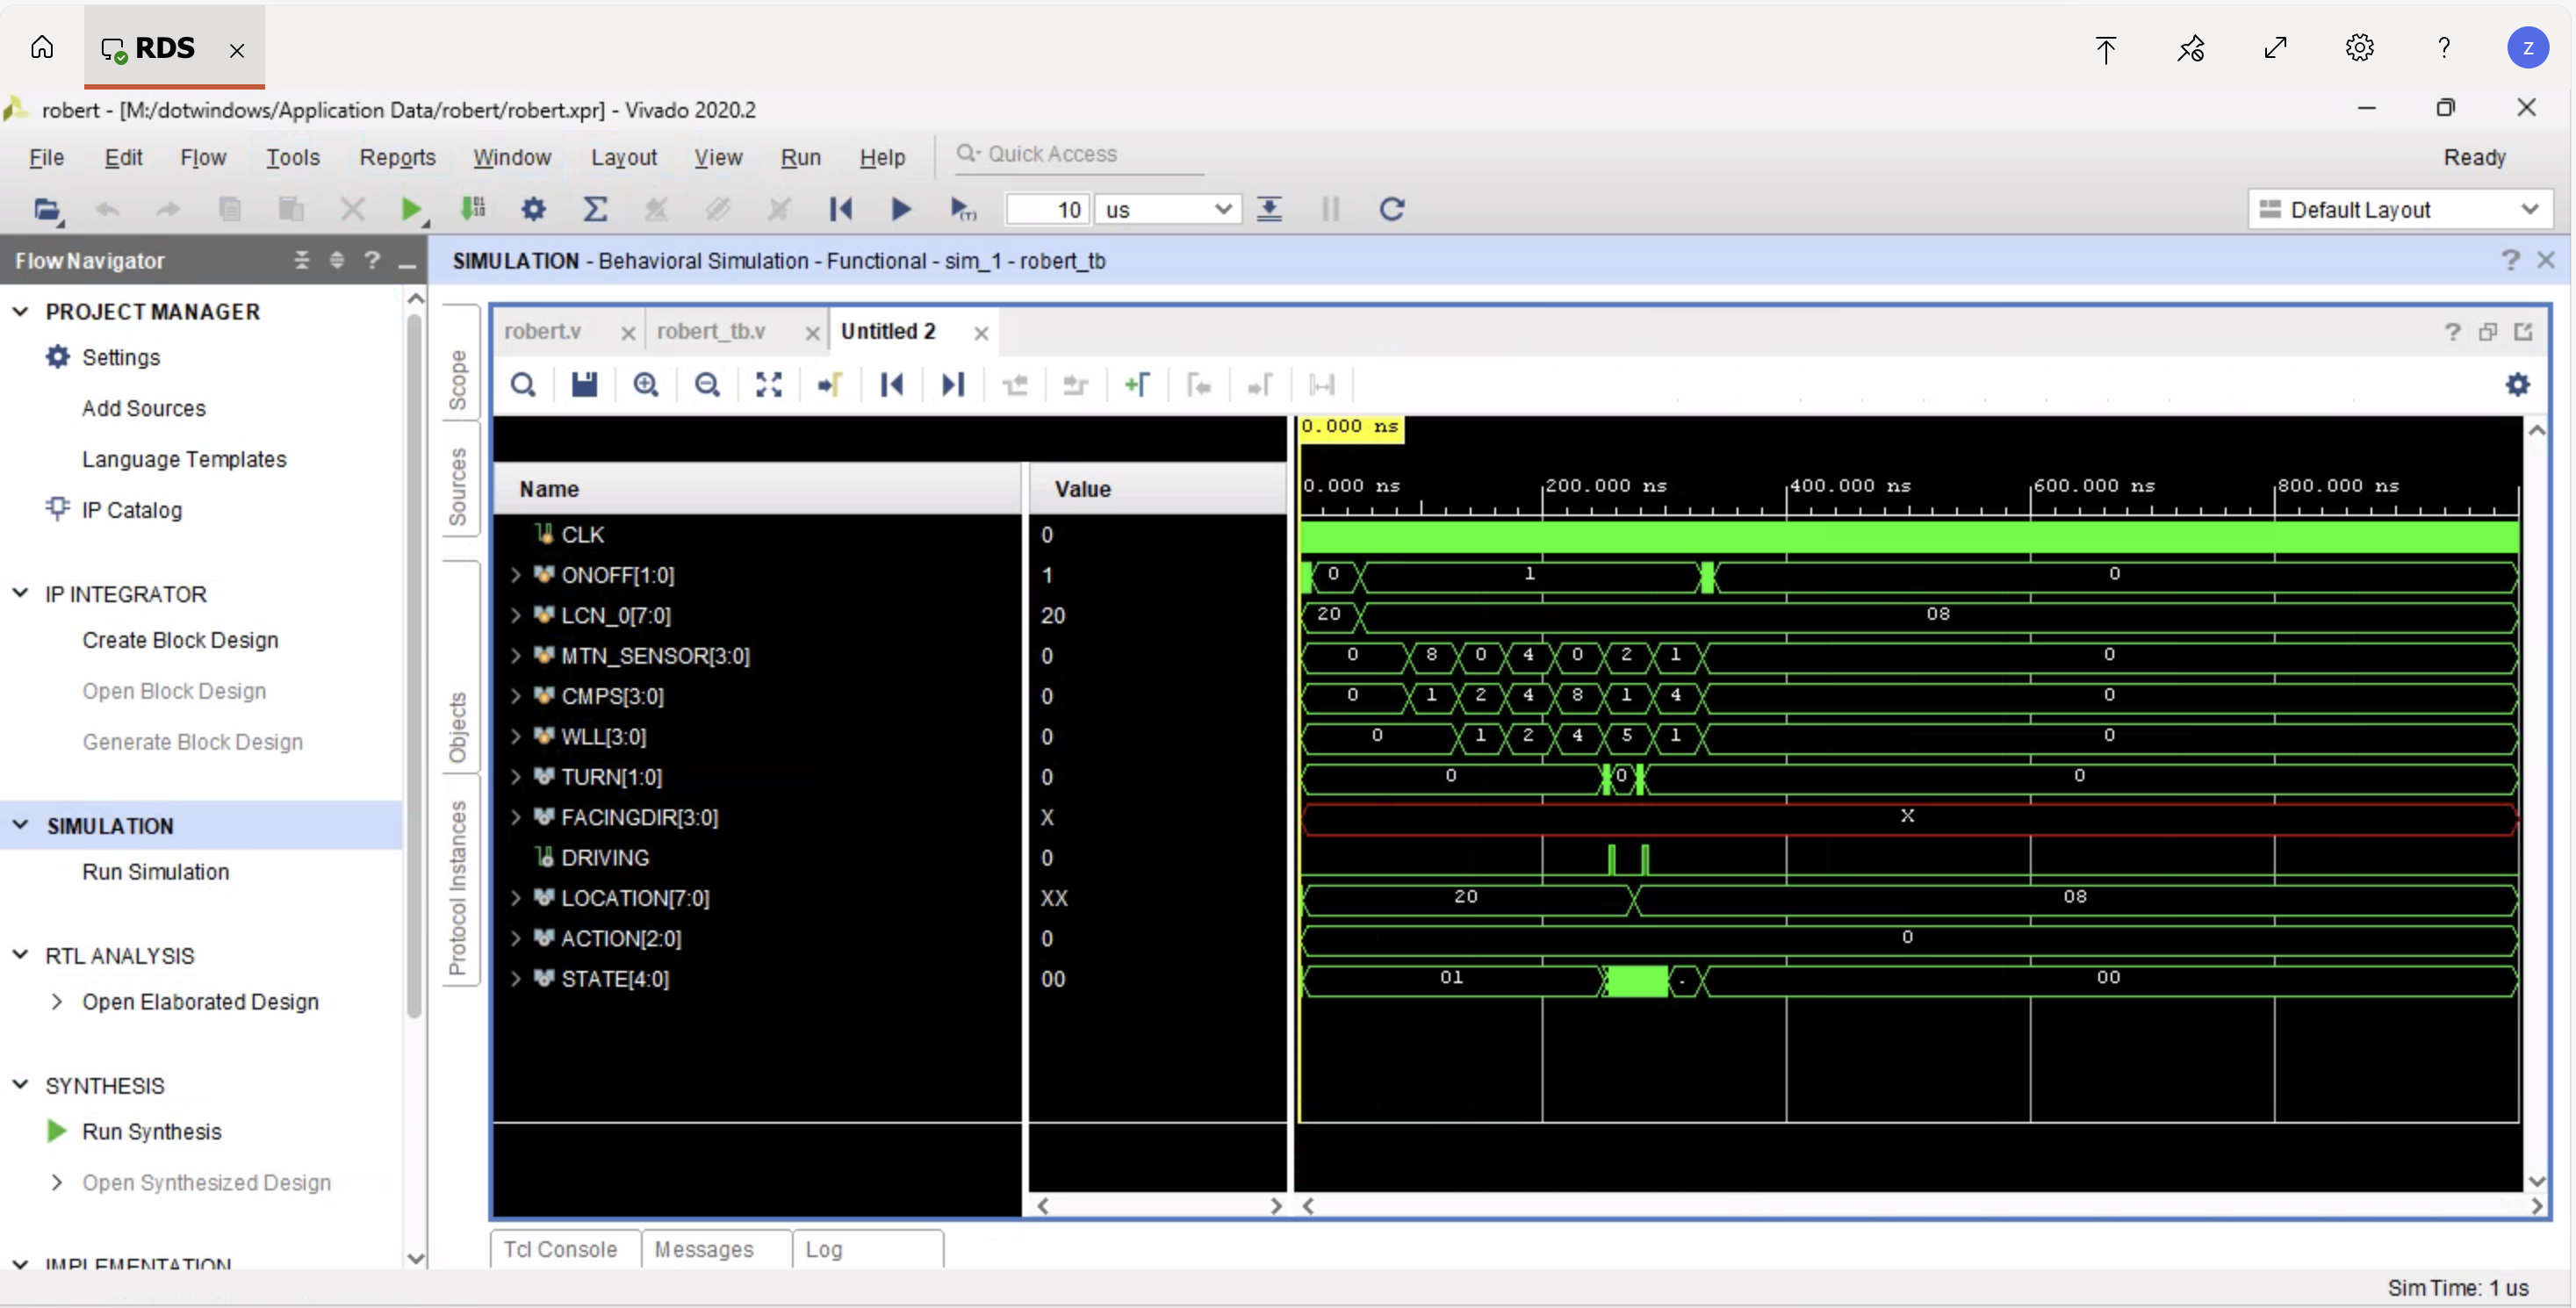 RDS
z
robert - [M:/dotwindows/Application Data/robert/robert.xpr] - Vivado 2020.2
File Edit Flow Tools Reports Window Layout View Run Help Quick Access Ready
10 us Default Layout
Flow Navigator
SIMULATION - Behavioral Simulation - Functional - sim_1 - robert_tb
PROJECT MANAGER
Settings
Add Sources
Language Templates
IP Catalog
IP INTEGRATOR
Create Block Design
Open Block Design
Generate Block Design
SIMULATION
Run Simulation
RTL ANALYSIS
Open Elaborated Design
SYNTHESIS
Run Synthesis
Open Synthesized Design
IMPLEMENTATION
Scope
Sources
Objects
Protocol Instances
robert.v robert_tb.v Untitled 2
0.000 ns
Name Value 0.000 ns 200.000 ns 400.000 ns 600.000 ns 800.000 ns
CLK 0
ONOFF[1:0] 1 0 1 0
LCN_0[7:0] 20 20 08
MTN_SENSOR[3:0] 0 0 8 0 4 0 2 1 0
CMPS[3:0] 0 0 1 2 4 8 1 4 0
WLL[3:0] 0 0 1 2 4 5 1 0
TURN[1:0] 0 0 0 0
FACINGDIR[3:0] X X
DRIVING 0
LOCATION[7:0] XX 20 08
ACTION[2:0] 0 0
STATE[4:0] 00 01 . 00
Tcl Console Messages Log
Sim Time: 1 us